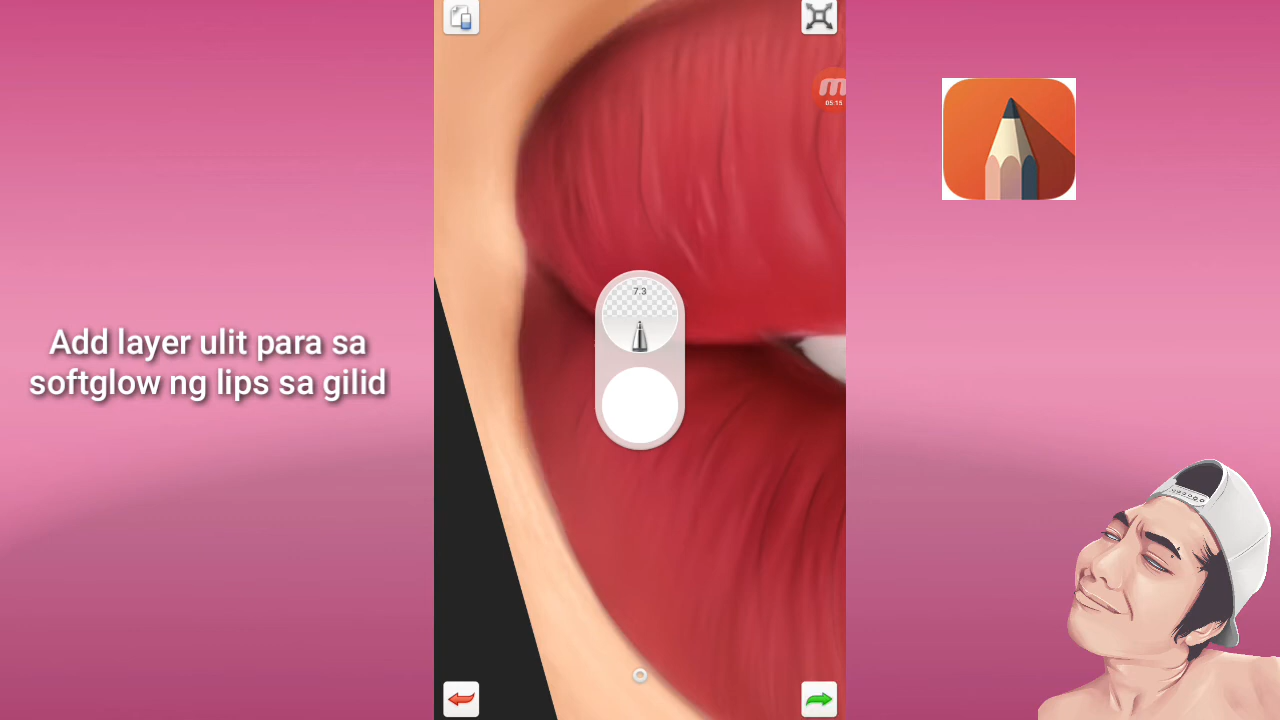 05:15
7.3
Add layer ulit para sa
softglow ng lips sa gilid